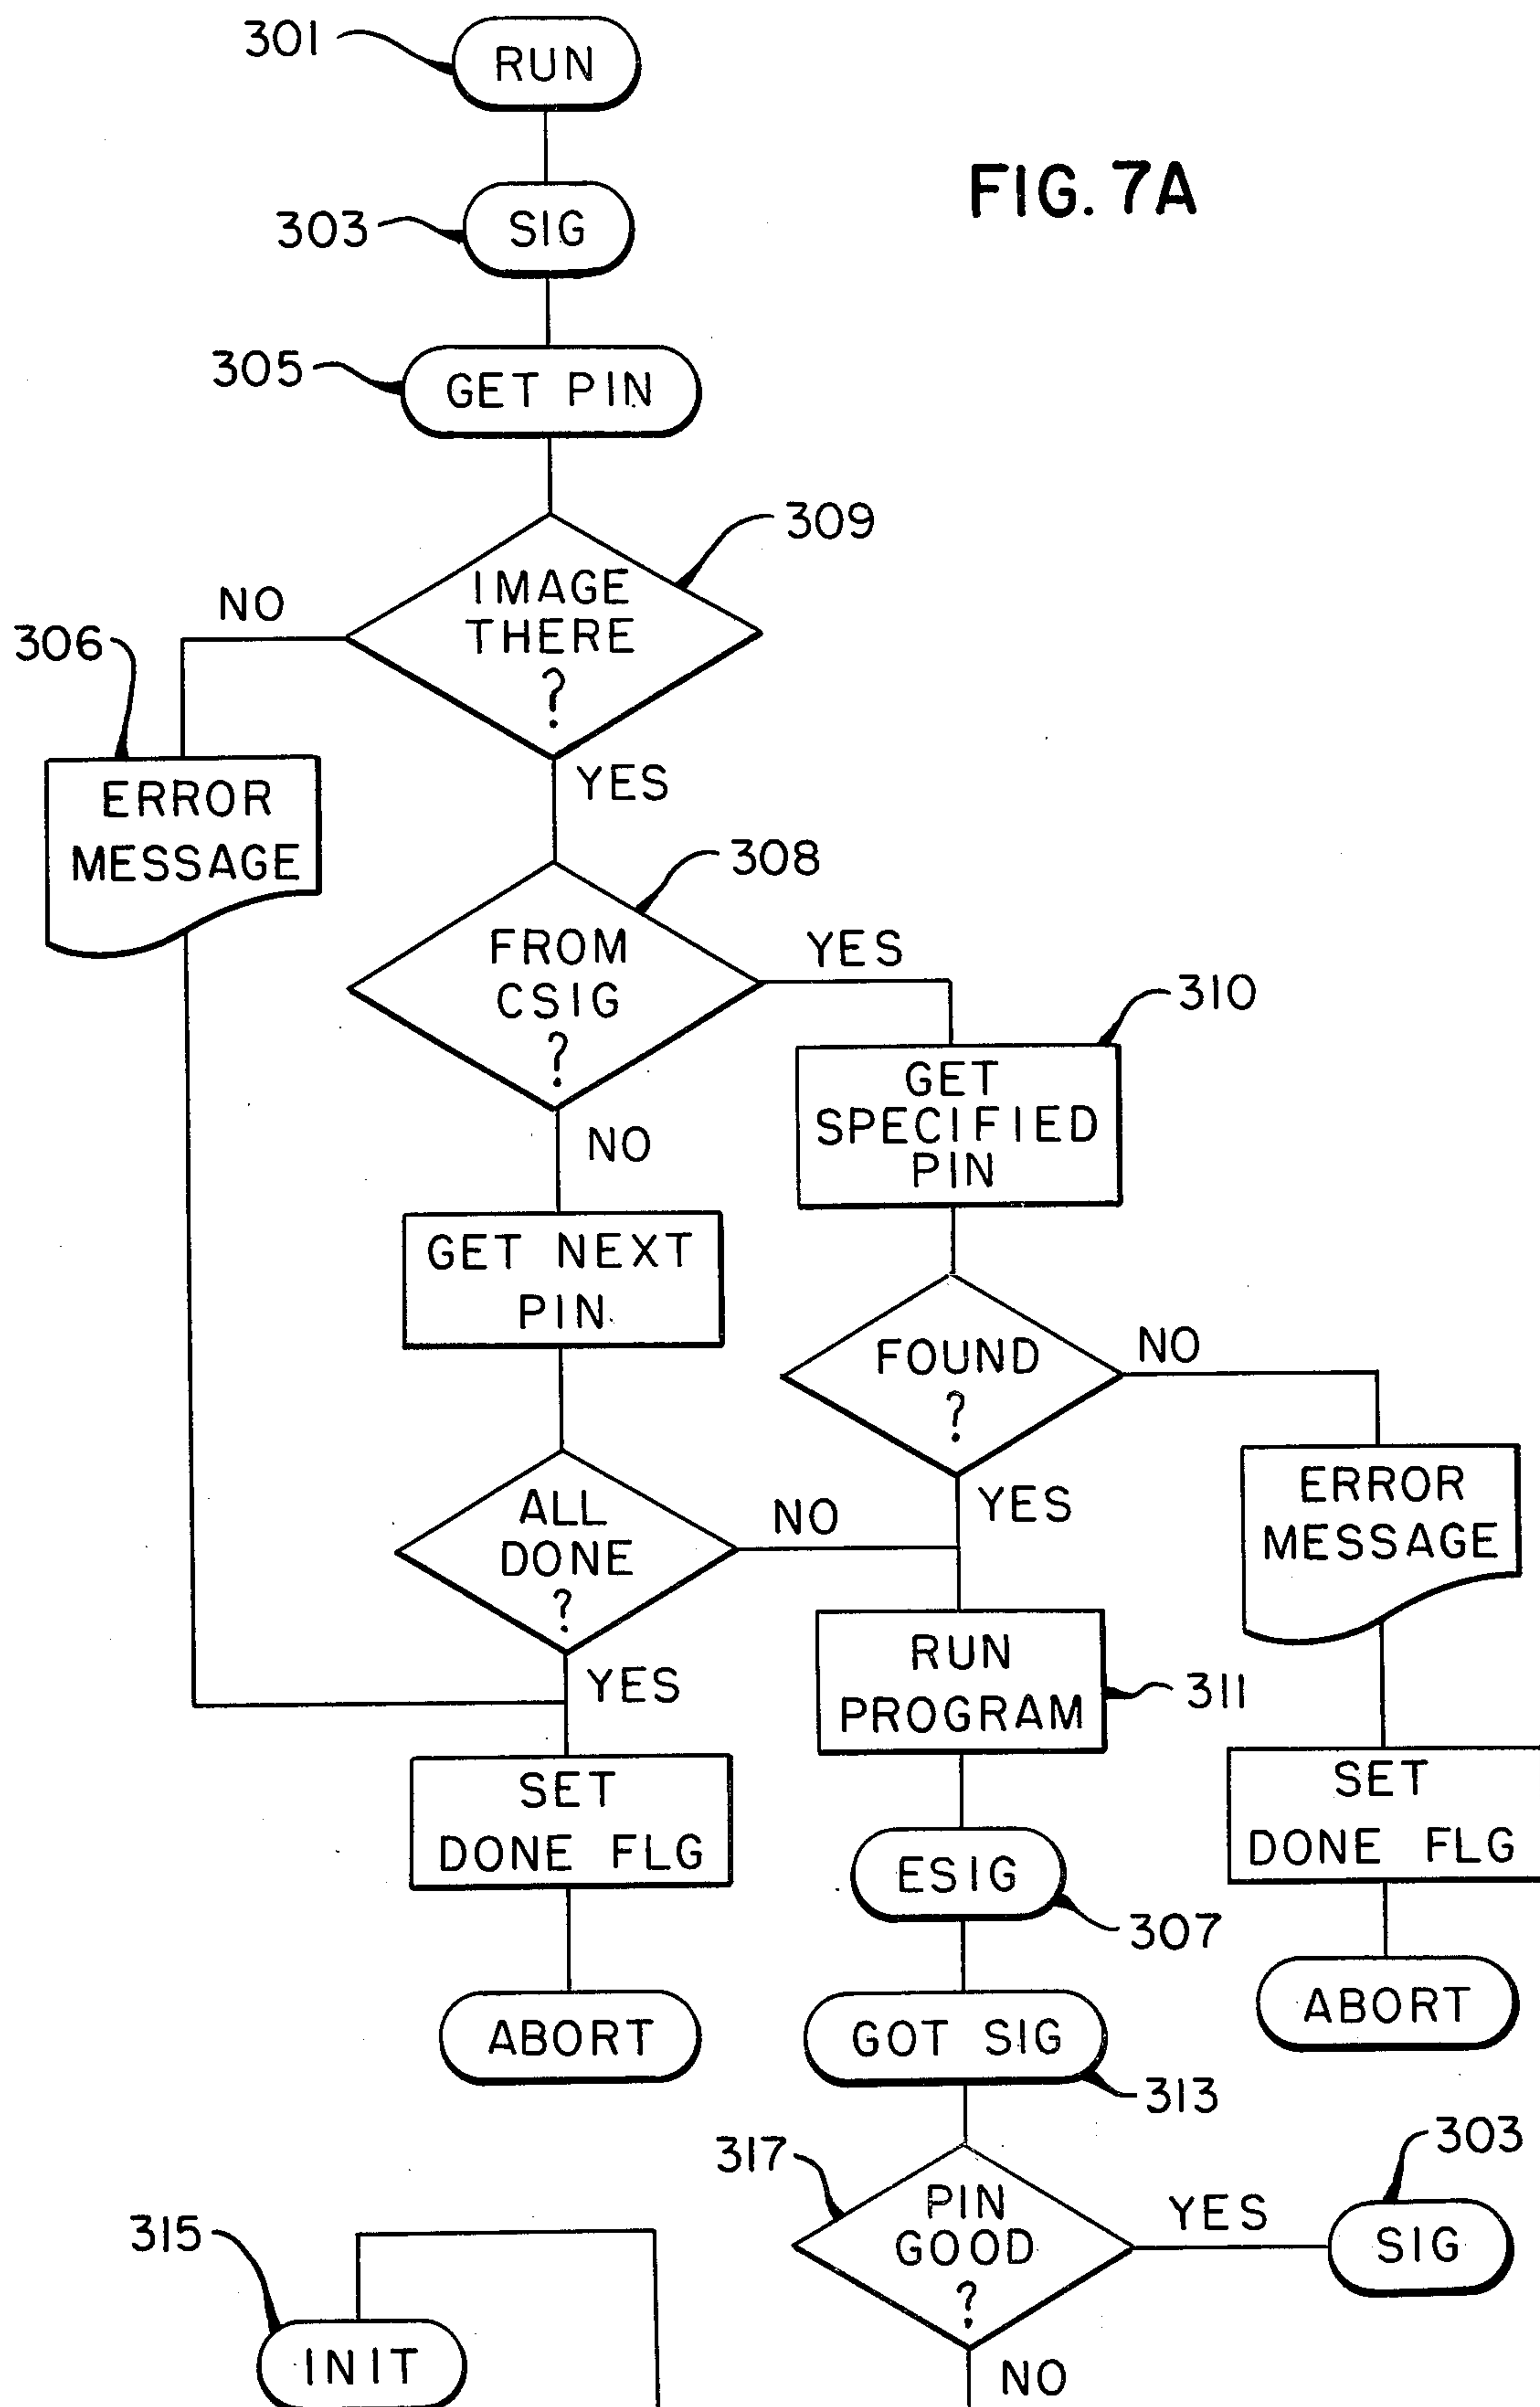 301
RUN
FIG. 7A
303
SIG
305
GET PIN
309
IMAGE
THERE
?
NO
306
ERROR
MESSAGE
YES
308
FROM
CSIG
?
YES
310
GET
SPECIFIED
PIN
NO
GET NEXT
PIN
FOUND
?
NO
YES
ERROR
MESSAGE
ALL
DONE
?
NO
YES
RUN
PROGRAM
311
SET
DONE FLG
SET
DONE FLG
ESIG
307
ABORT
GOT SIG
313
ABORT
317
PIN
GOOD
?
YES
303
SIG
315
INIT
NO